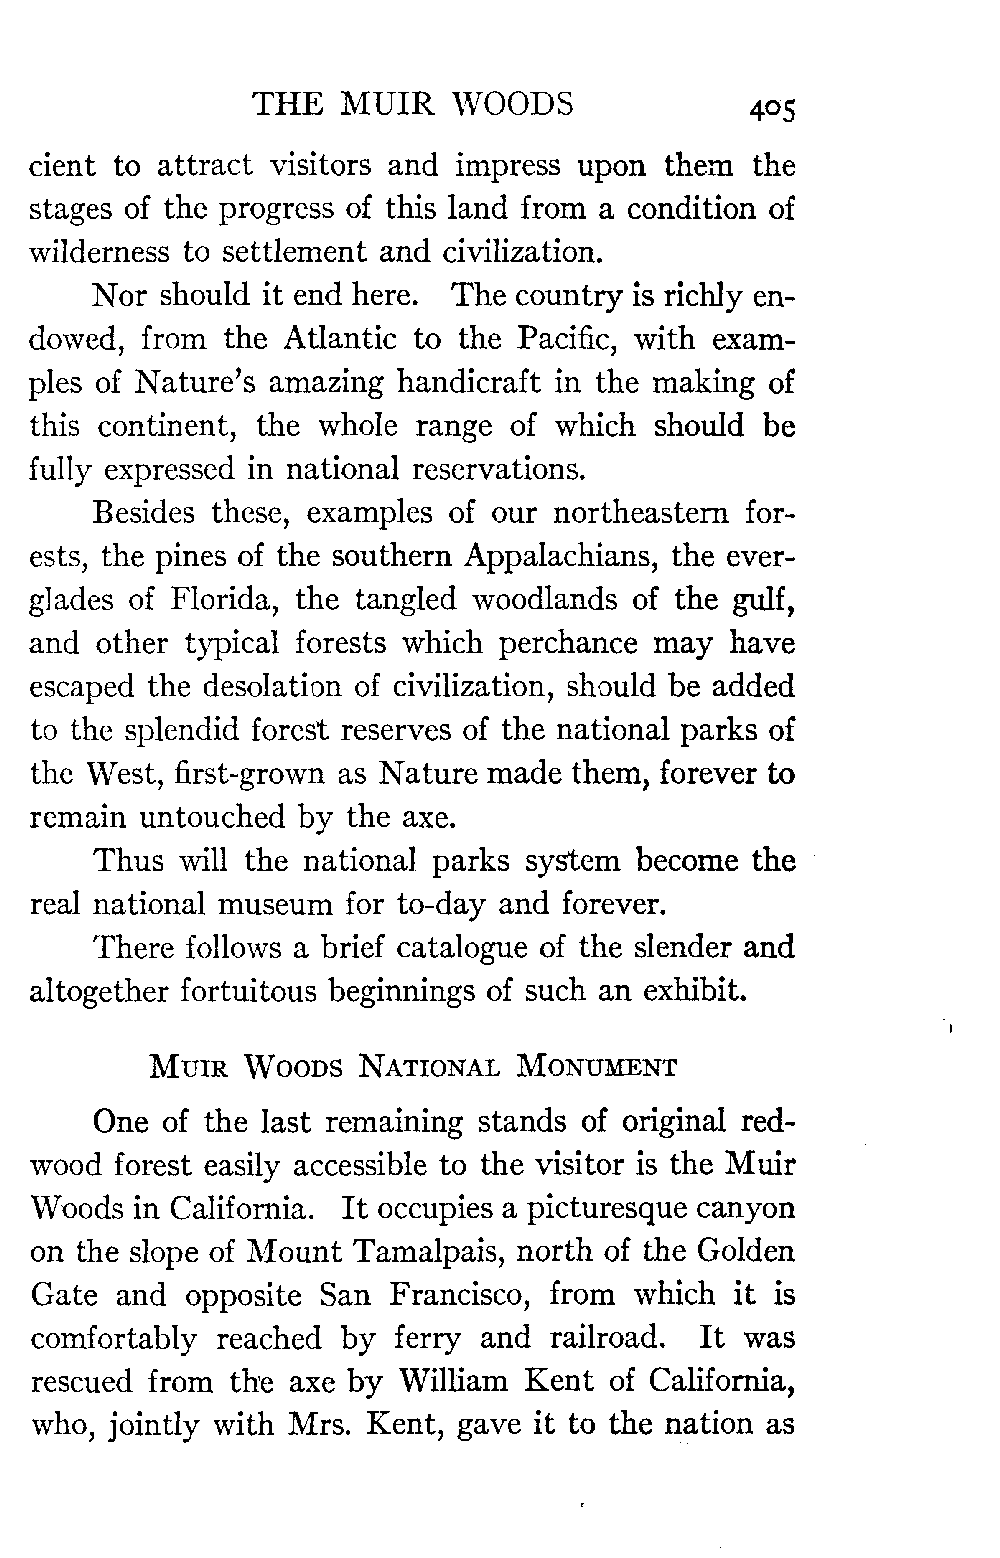 THE MUIR WOODS 405
cient to attract visitors and impress upon them the
stages of the progress of this land from a condition of
wilderness to settlement and civilization.
Nor should it end here. The country is richly en-
dowed, from the Atlantic to the Pacific, with exam-
ples of Nature's amazing handicraft in the making of
this continent, the whole range of which should be
fully expressed in national reservations.
Besides these, examples of our northeastern for-
ests, the pines of the southern Appalachians, the ever-
glades of Florida, the tangled woodlands of the gulf,
and other typical forests which perchance may have
escaped the desolation of civilization, should be added
to the splendid forest reserves of the national parks of
the West, first-grown as Nature made them, forever to
remain untouched by the axe.
Thus will the national parks system become the
real national museum for to-day and forever.
There follows a brief catalogue of the slender and
altogether fortuitous beginnings of such an exhibit.
MUIR WOODS NATIONAL MONUMENT
One of the last remaining stands of original red-
wood forest easily accessible to the visitor is the Muir
Woods in California. It occupies a picturesque canyon
on the slope of Mount Tamalpais, north of the Golden
Gate and opposite San Francisco, from which it is
comfortably reached by ferry and railroad. It was
rescued from the axe by William Kent of California,
who, jointly with Mrs. Kent, gave it to the nation as